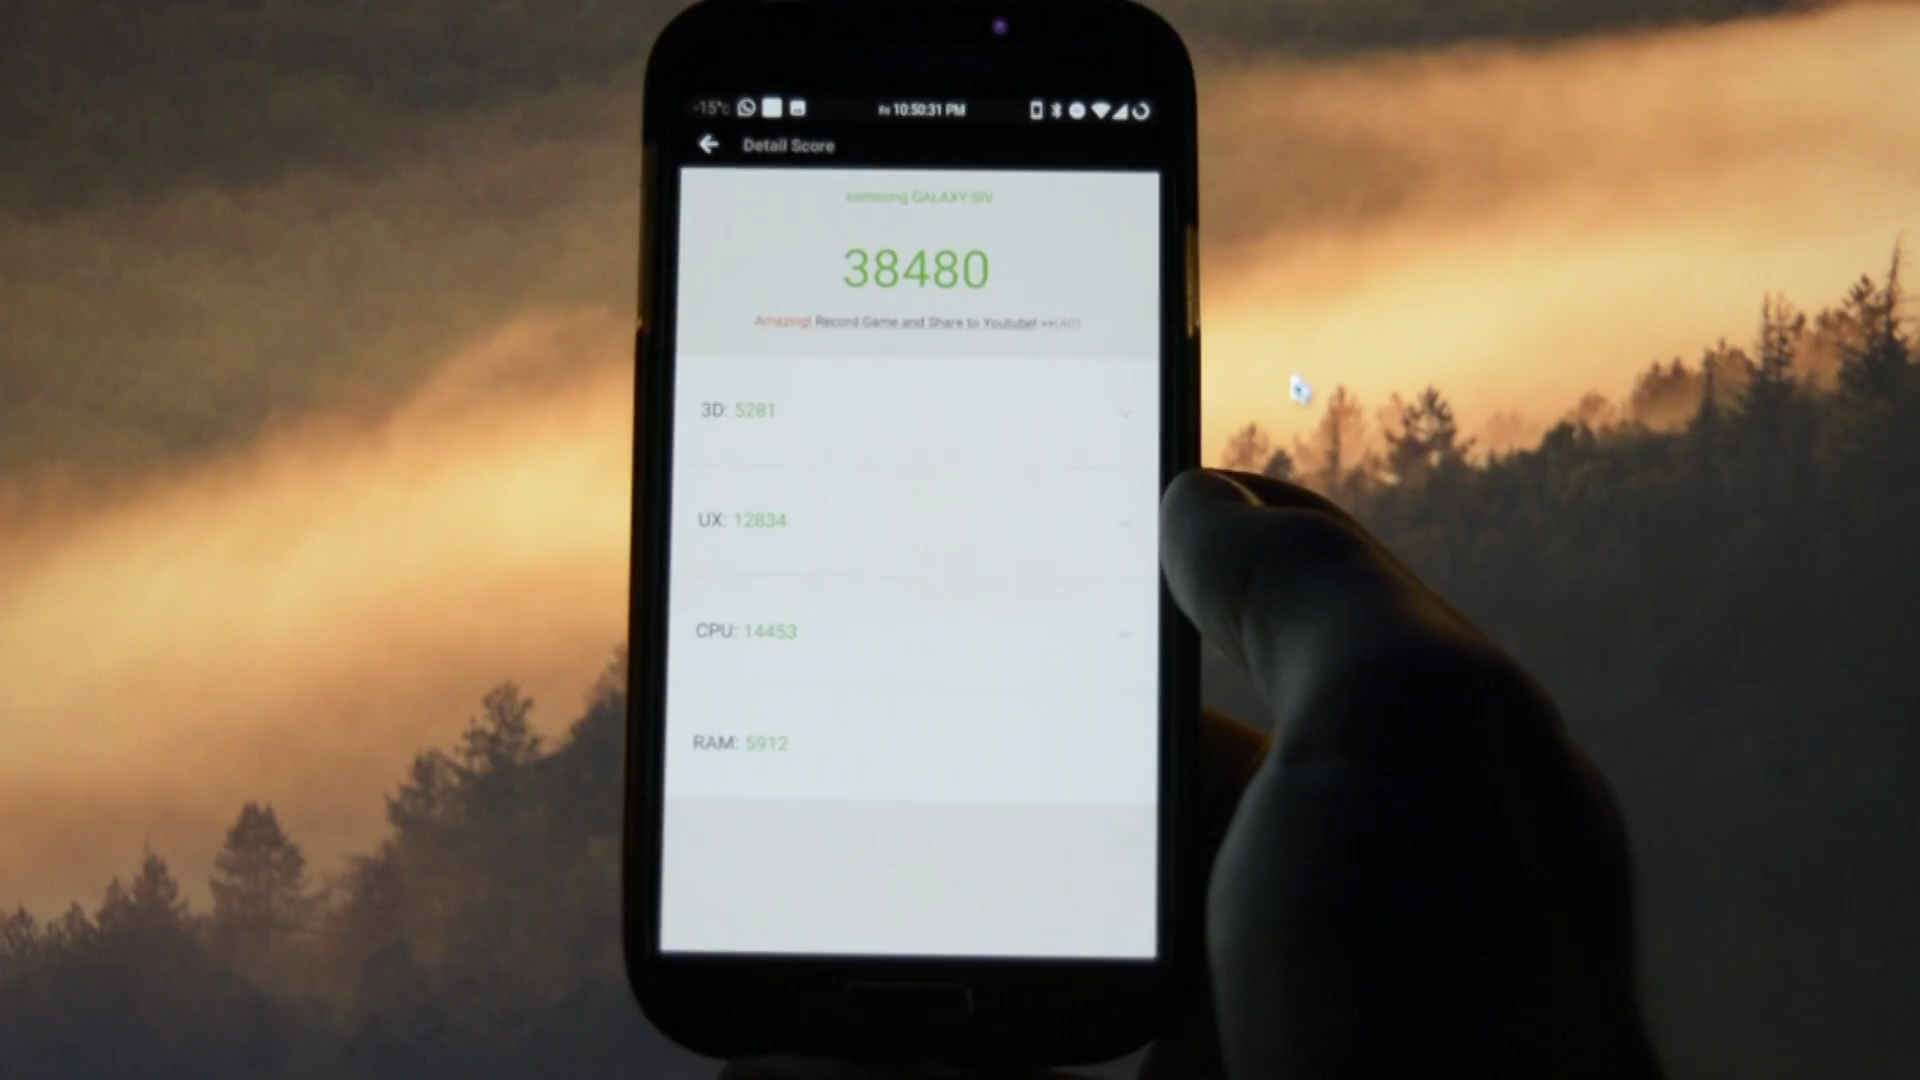 -15°c 10:50:31 PM
Detail Score
samsung GALAXY SIV
38480
Amazing! Record Game and Share to Youtube! ➳(AD)
3D: 5281
UX: 12834
CPU: 14453
RAM: 5912